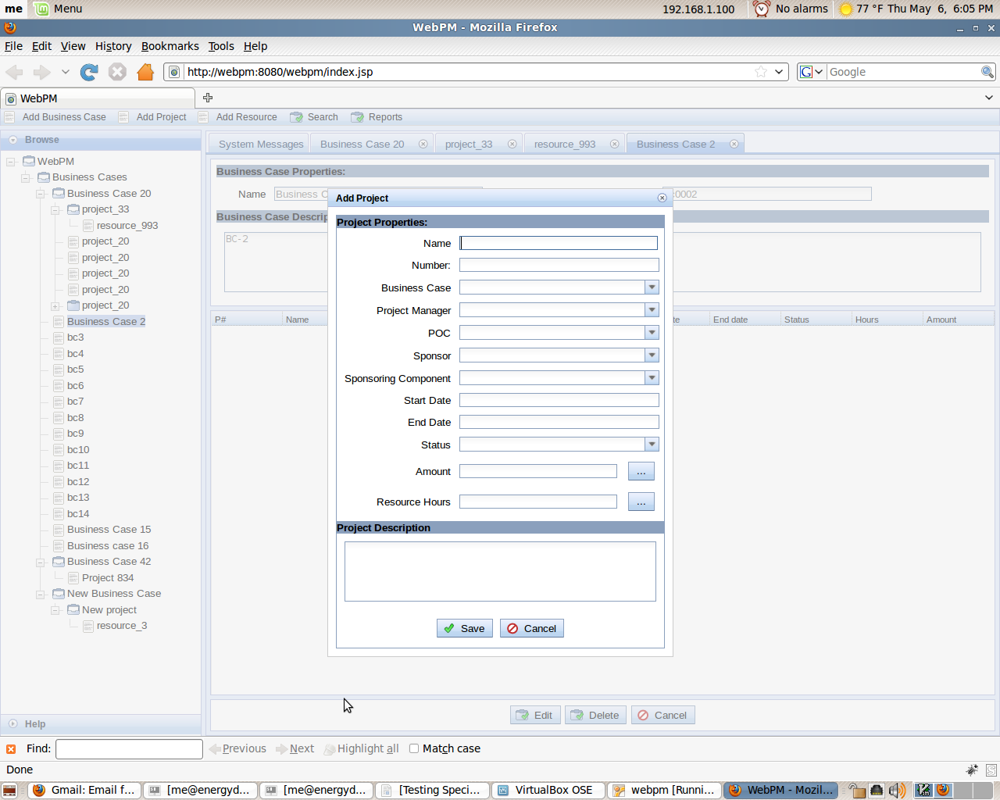 me Menu 192.168.1.100 No alarms 77 °F Thu May 6, 6:05 PM
WebPM - Mozilla Firefox
File Edit View History Bookmarks Tools Help
http://webpm:8080/webpm/index.jsp Google
WebPM
Add Business Case Add Project Add Resource Search Reports
Browse
WebPM
Business Cases
Business Case 20
project_33
resource_993
project_20
project_20
project_20
project_20
project_20
Business Case 2
bc3
bc4
bc5
bc6
bc7
bc8
bc9
bc10
bc11
bc12
bc13
bc14
Business Case 15
Business case 16
Business Case 42
Project 834
New Business Case
New project
resource_3
Help
System Messages Business Case 20 project_33 resource_993 Business Case 2
Business Case Properties:
Name Business C 0002
Business Case Descrip
BC-2
P# Name te End date Status Hours Amount
Add Project
Project Properties:
Name
Number:
Business Case
Project Manager
POC
Sponsor
Sponsoring Component
Start Date
End Date
Status
Amount ...
Resource Hours ...
Project Description
Save Cancel
Edit Delete Cancel
Find: Previous Next Highlight all Match case
Done
Gmail: Email f... [me@energyd... [me@energyd... [Testing Speci... VirtualBox OSE webpm [Runni... WebPM - Mozil...